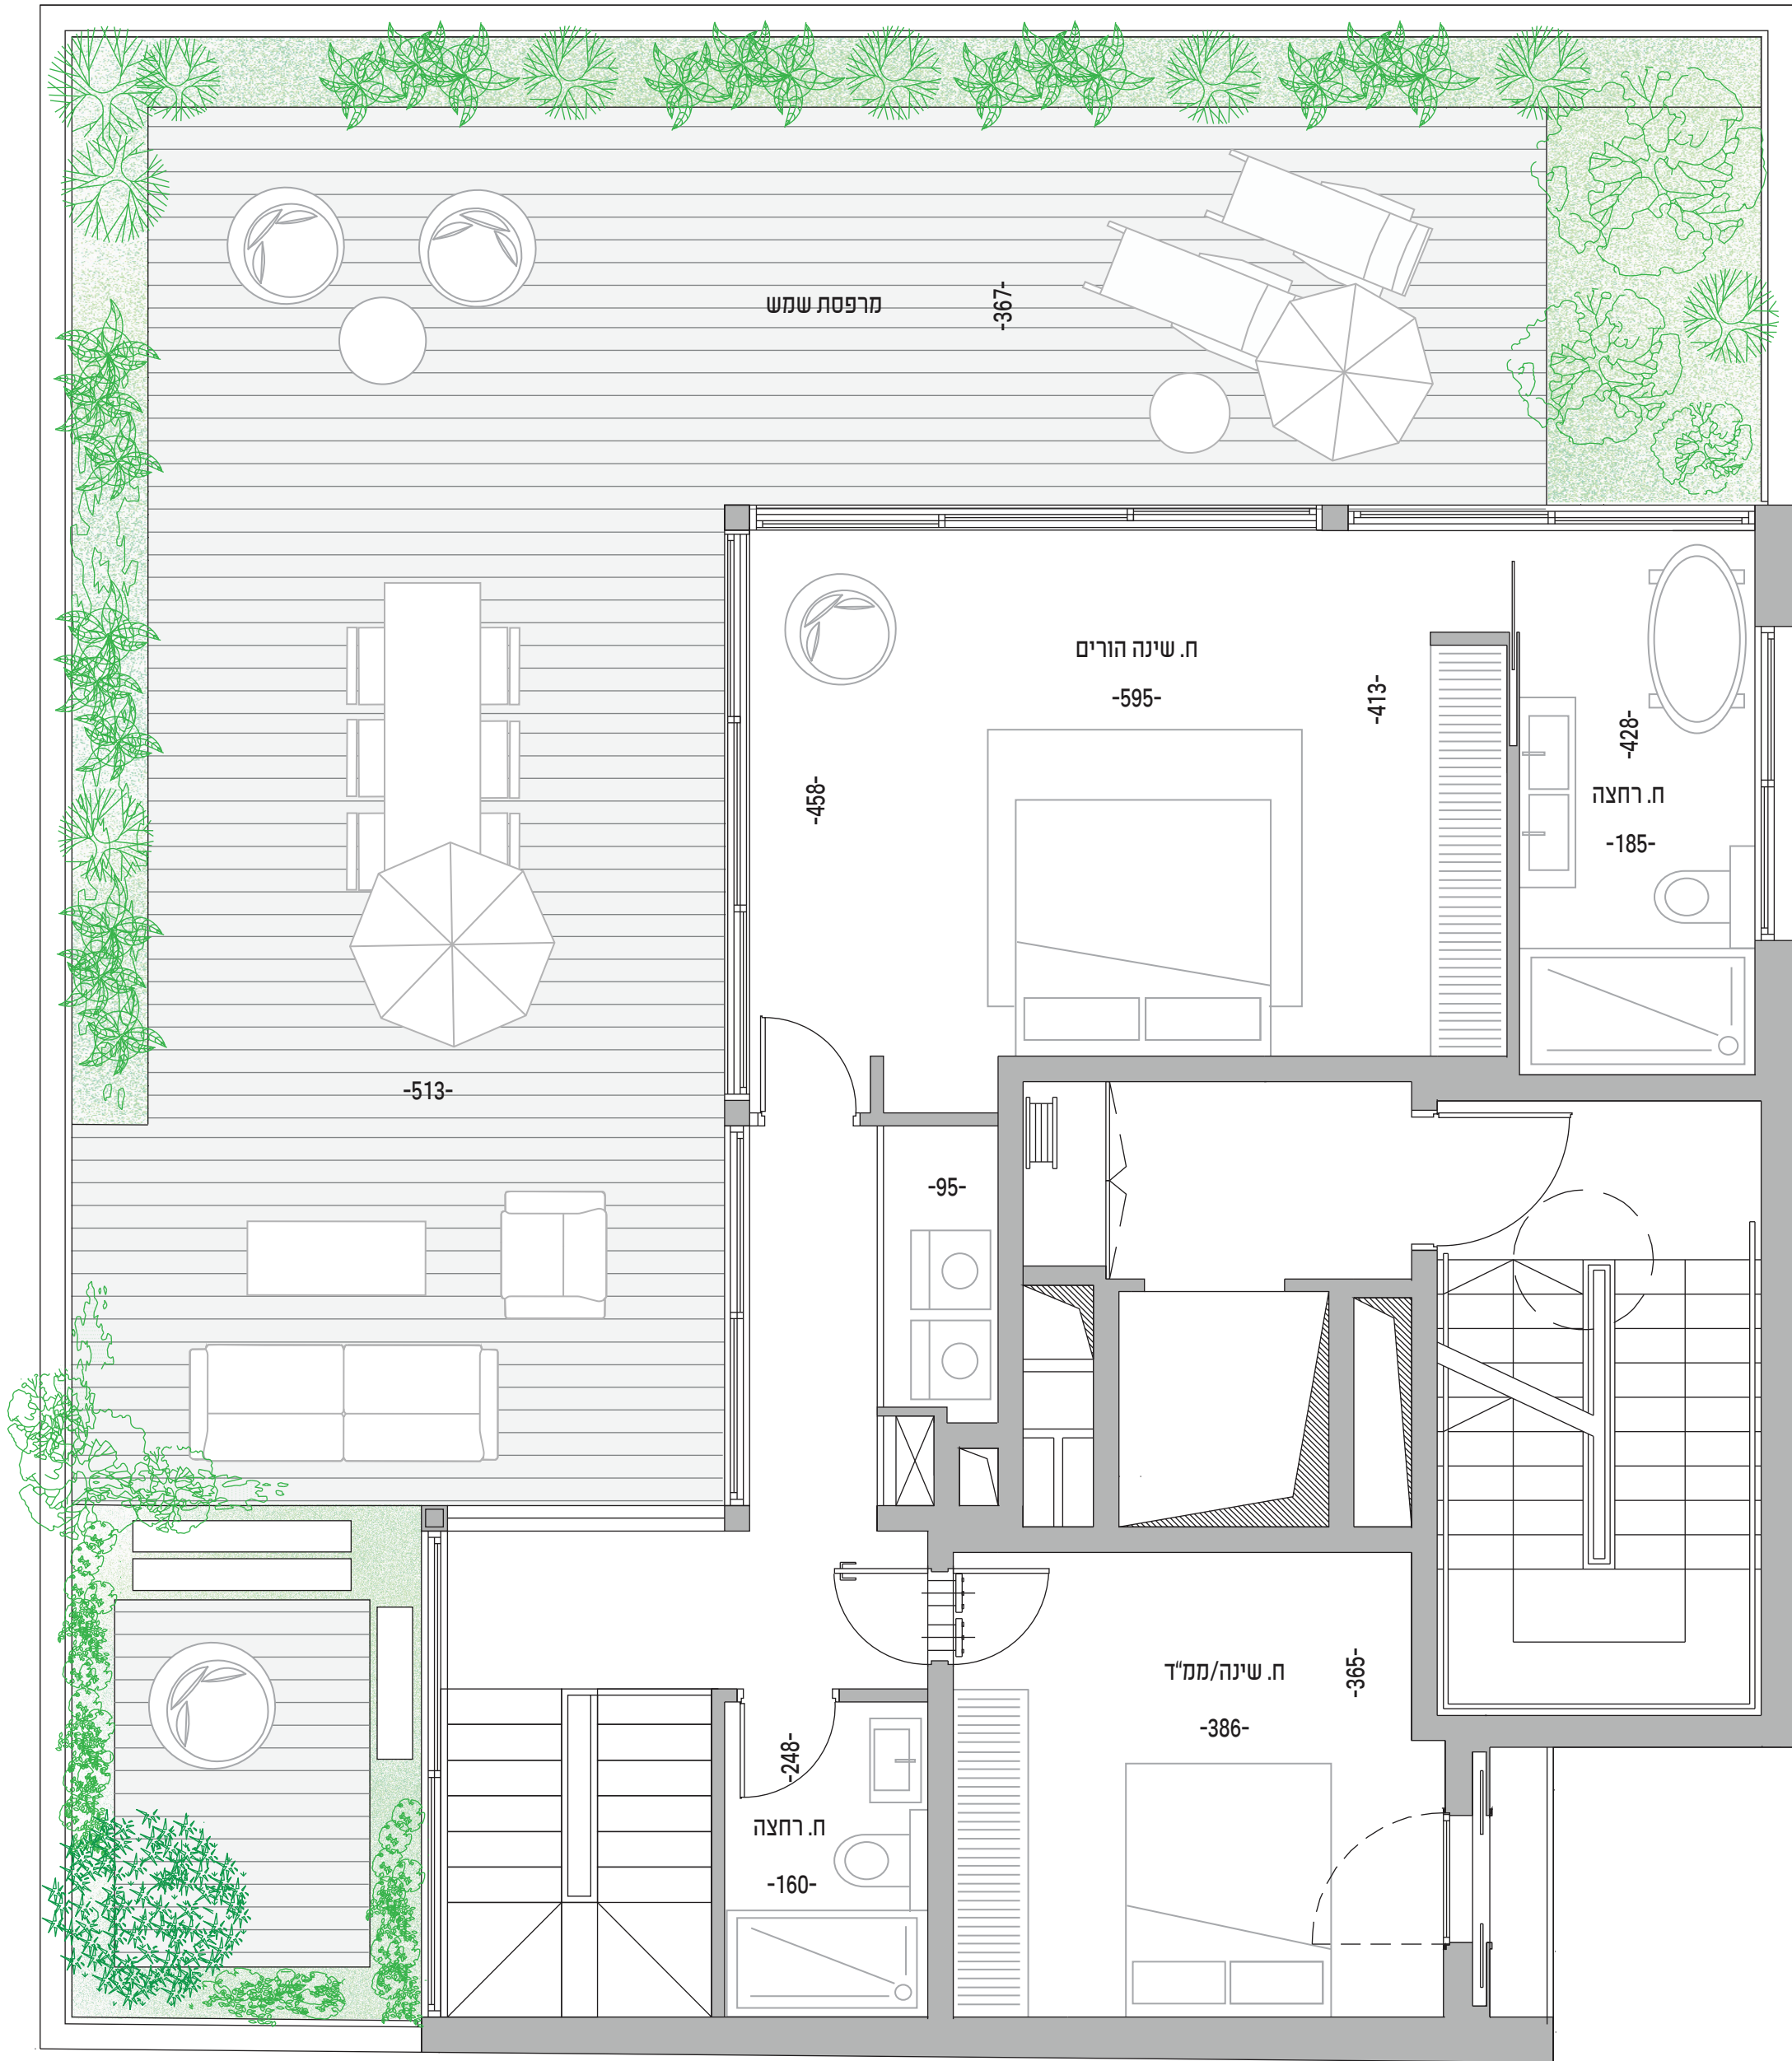 מרפסת שמש
-367-
ח. שינה הורים
-595-
-413-
-458-
-428-
ח. רחצה
-185-
-513-
-95-
ח. שינה/ממ"ד
-365-
-386-
-248-
ח. רחצה
-160-